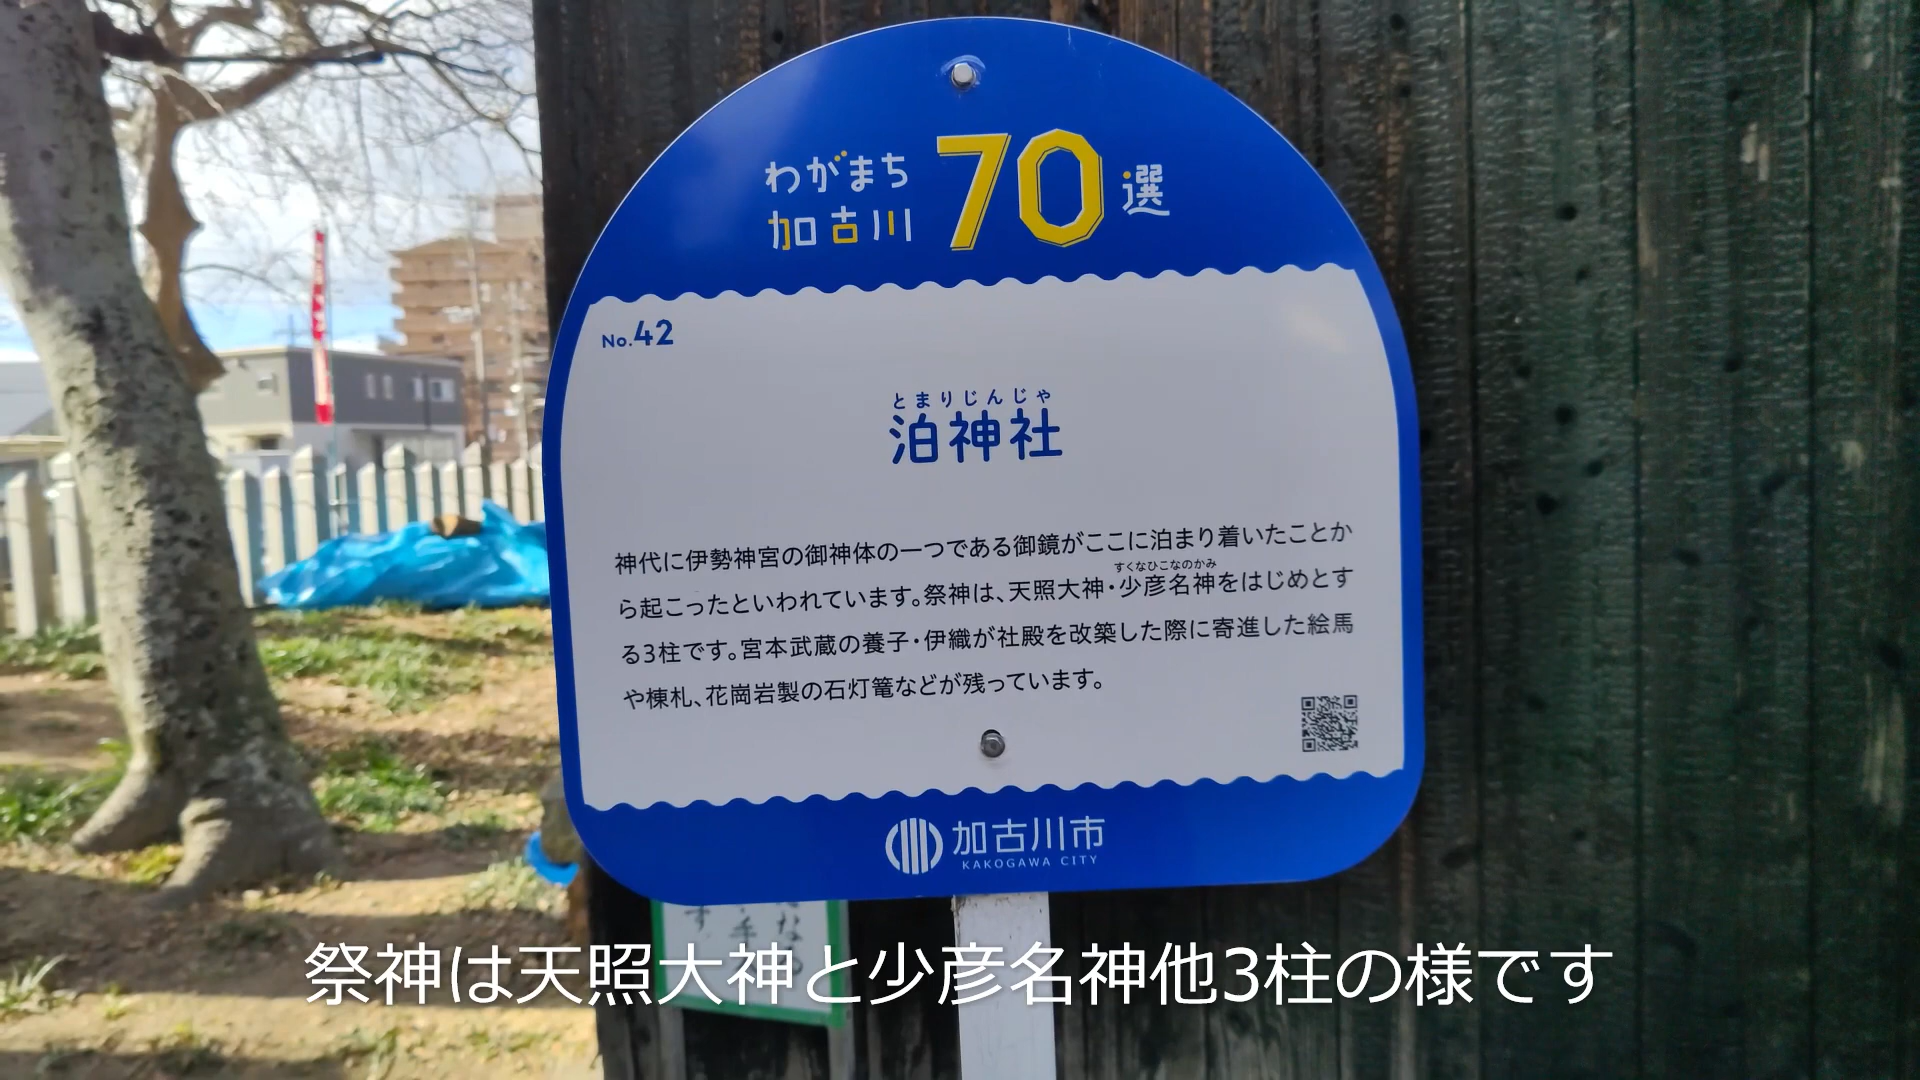 わがまち
加古川
70選
No.42
とまりじんじゃ
泊神社
神代に伊勢神宮の御神体の一つである御鏡がここに泊まり着いたことか
すくなひこなのかみ
ら起こったといわれています。祭神は、天照大神・少彦名神をはじめとす
る3柱です。宮本武蔵の養子・伊織が社殿を改築した際に寄進した絵馬
や棟札、花崗岩製の石灯篭などが残っています。
加古川市
KAKOGAWA CITY
祭神は天照大神と少彦名神他3柱の様です